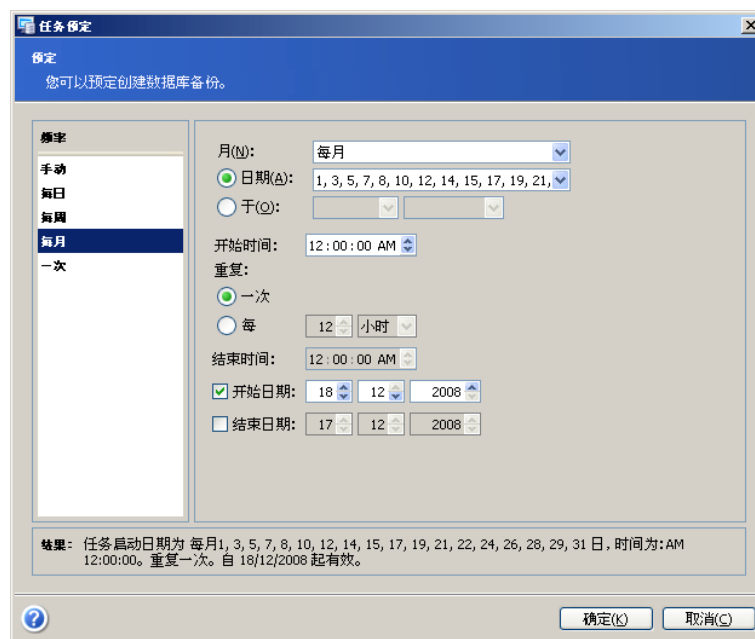 任务预定
预定
您可以预定创建数据库备份。
频率
手动
每日
每周
每月
一次
月(N): 每月
日期(A): 1, 3, 5, 7, 8, 10, 12, 14, 15, 17, 19, 21,
于(O):
开始时间: 12:00:00 AM
重复:
一次
每 12 小时
结束时间: 12:00:00 AM
开始日期: 18 12 2008
结束日期: 17 12 2008
结果: 任务启动日期为 每月1, 3, 5, 7, 8, 10, 12, 14, 15, 17, 19, 21, 22, 24, 26, 28, 29, 31 日, 时间为:AM
12:00:00。重复一次。自 18/12/2008 起有效。
确定(K) 取消(C)